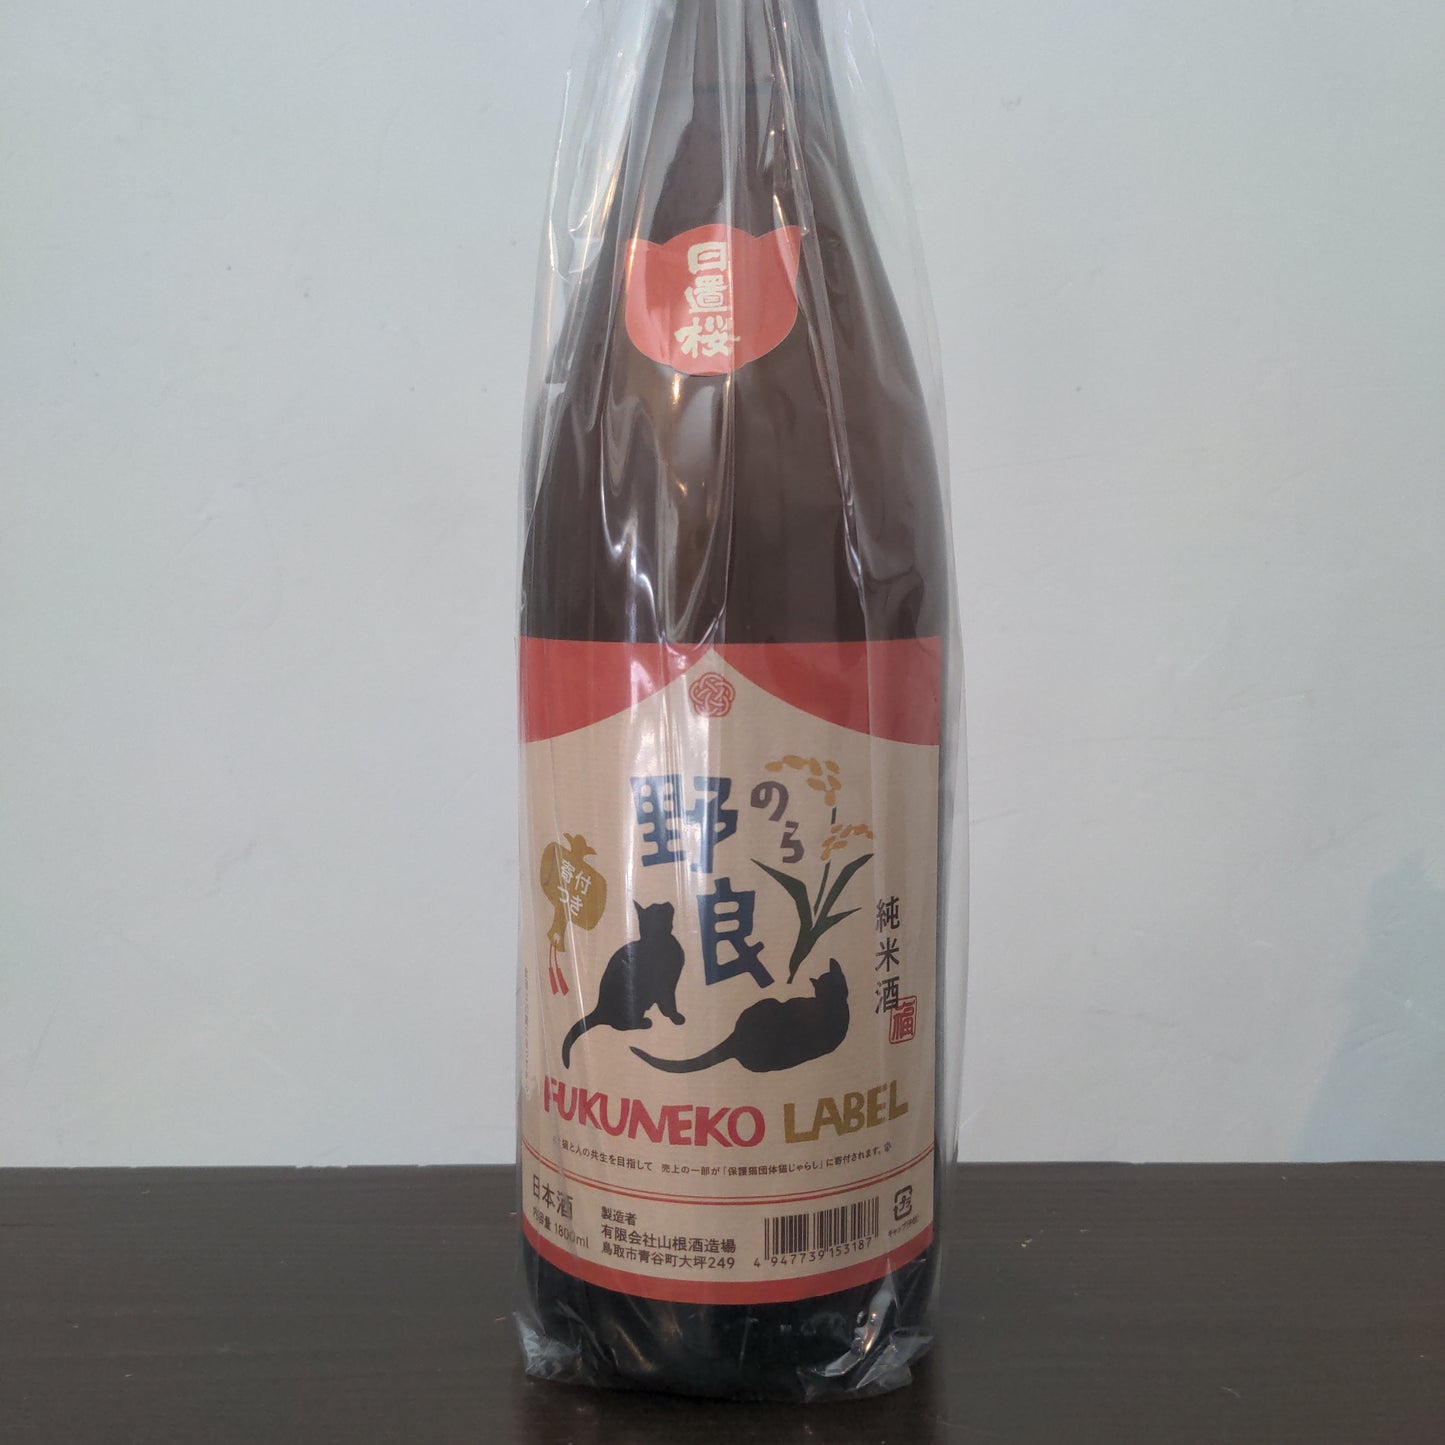 日置桜
のら
野良
寄付
つき
純米酒
福
FUKUNEKO LABEL
猫と人の共生を目指して 売上の一部が「保護猫団体猫じゃらし」に寄付されます。
日本酒
内容量 1800ml
製造者
有限会社山根酒造場
鳥取市青谷町大坪249
4 947739 153187
プラ